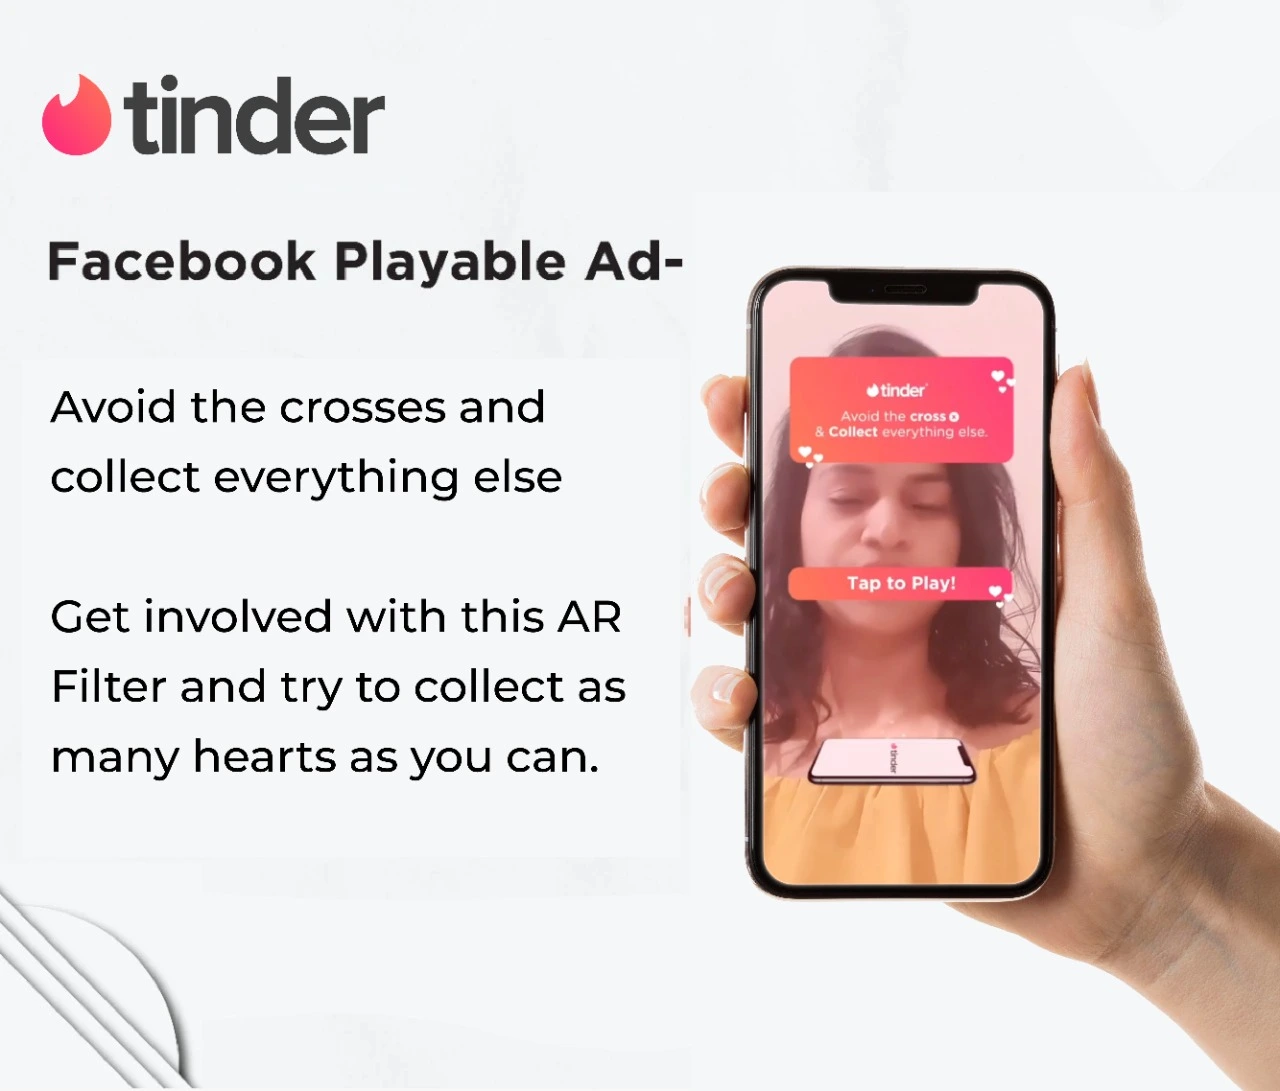 tinder
Facebook Playable Ad-
Avoid the crosses and
collect everything else
Get involved with this AR
Filter and try to collect as
many hearts as you can.
tinder
Avoid the cross
& Collect everything else.
Tap to Play!
tinder